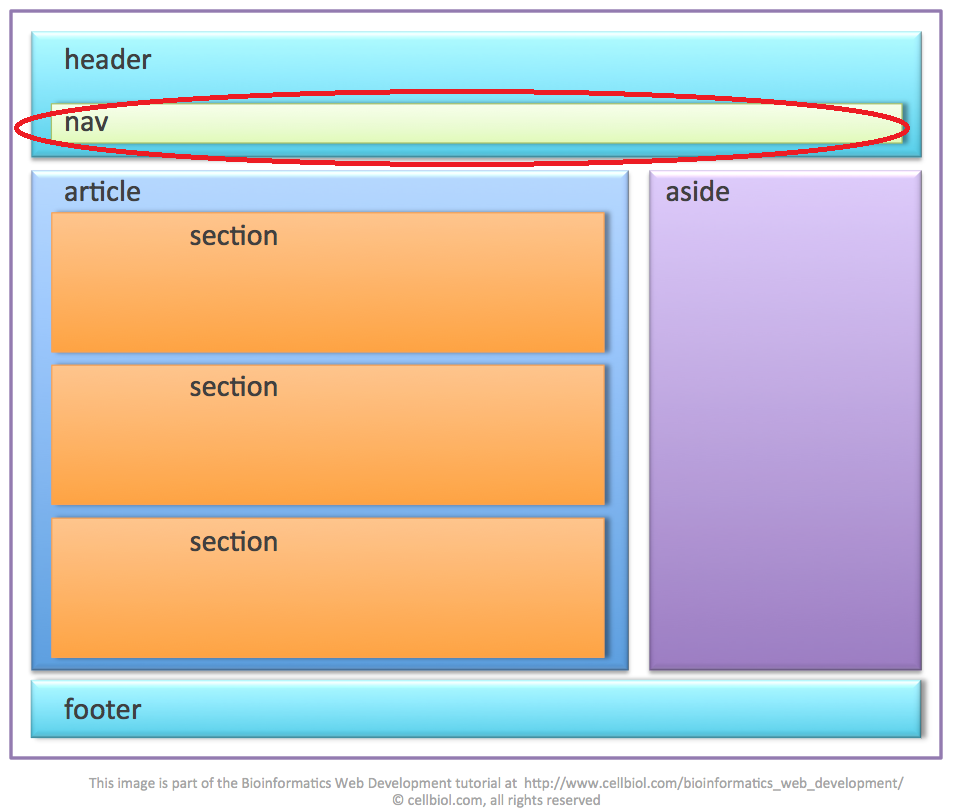 header
nav
article
aside
section
section
section
footer
This image is part of the Bioinformatics Web Development tutorial at http://www.cellbiol.com/bioinformatics_web_development/
© cellbiol.com, all rights reserved